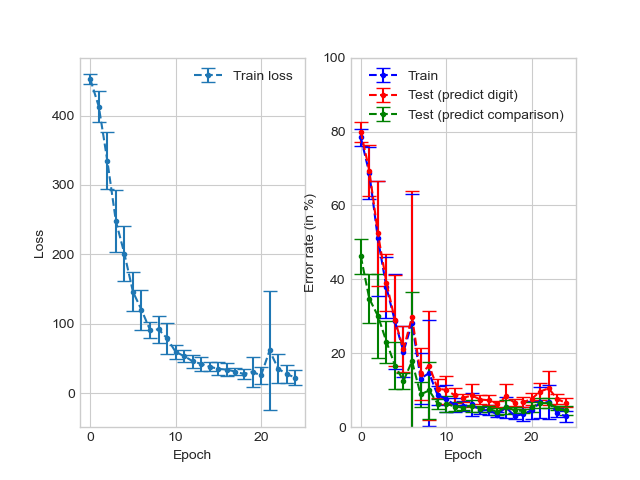 Train loss
400
300
200
100
0
Loss
0
10
20
Epoch
Train
Test (predict digit)
Test (predict comparison)
100
80
60
40
20
0
Error rate (in %)
0
10
20
Epoch